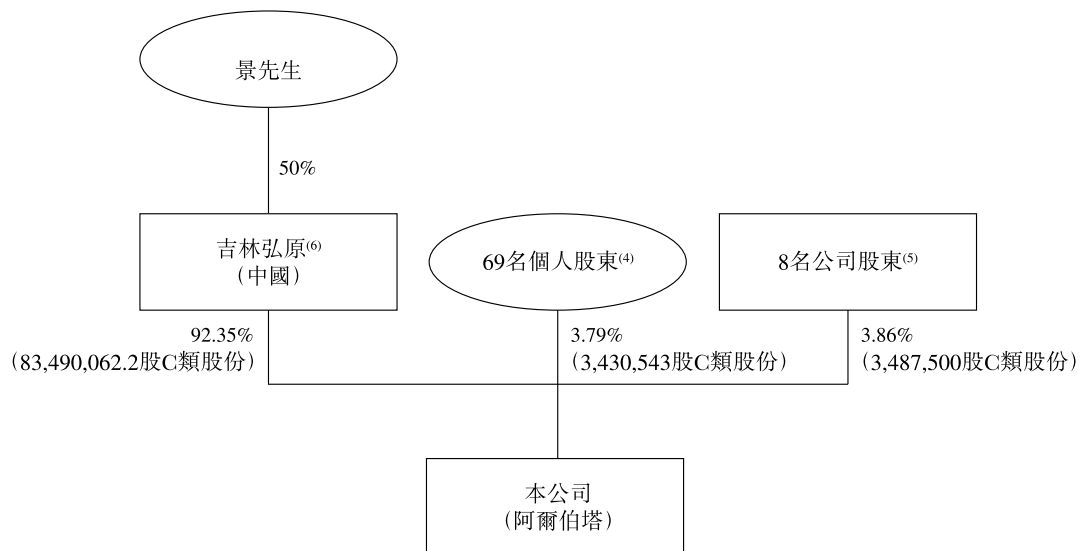 景先生
50%
吉林弘原(6)
（中國）
69名個人股東(4)
8名公司股東(5)
92.35%
（83,490,062.2股C類股份）
3.79%
（3,430,543股C類股份）
3.86%
（3,487,500股C類股份）
本公司
（阿爾伯塔）